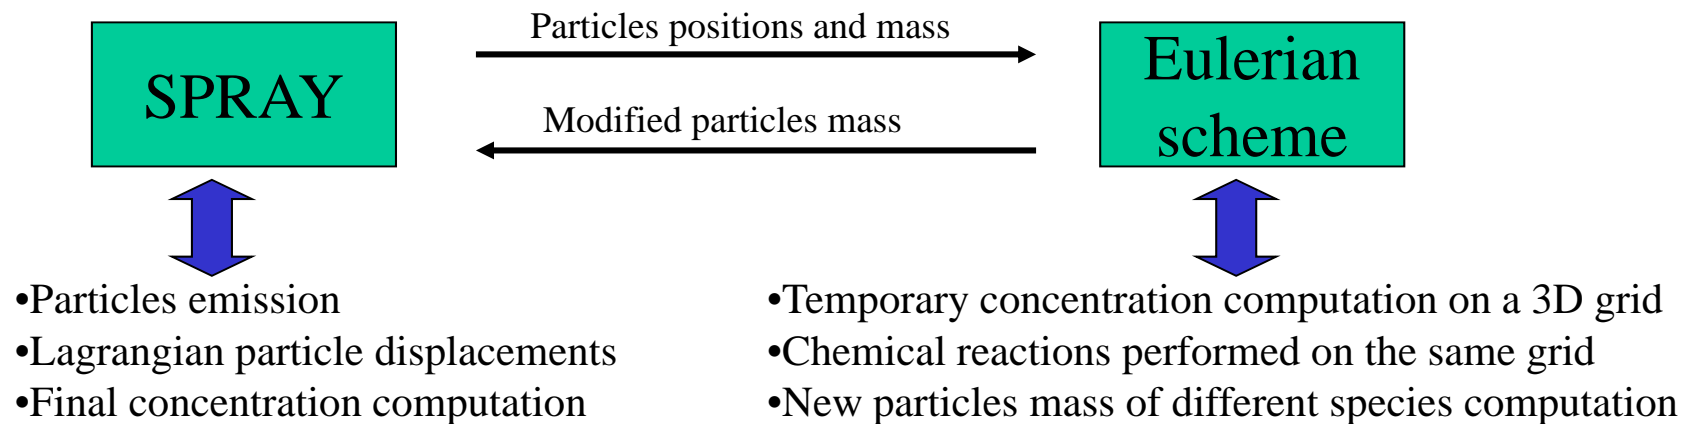 Particles positions and mass
SPRAY
Eulerian
scheme
Modified particles mass
•Particles emission
•Lagrangian particle displacements
•Final concentration computation
•Temporary concentration computation on a 3D grid
•Chemical reactions performed on the same grid
•New particles mass of different species computation